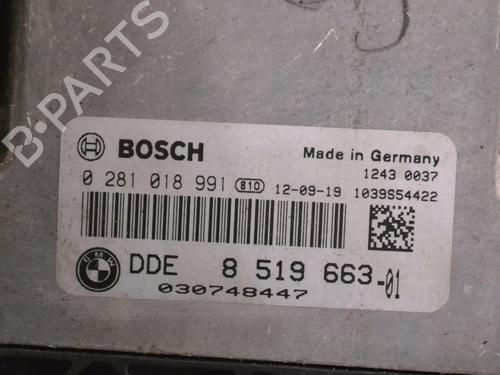 B-PARTS
BOSCH
Made in Germany
1243 0037
0 281 018 991 810 12-09-19 1039S54422
BMW
DDE 8 519 663-01
030748447